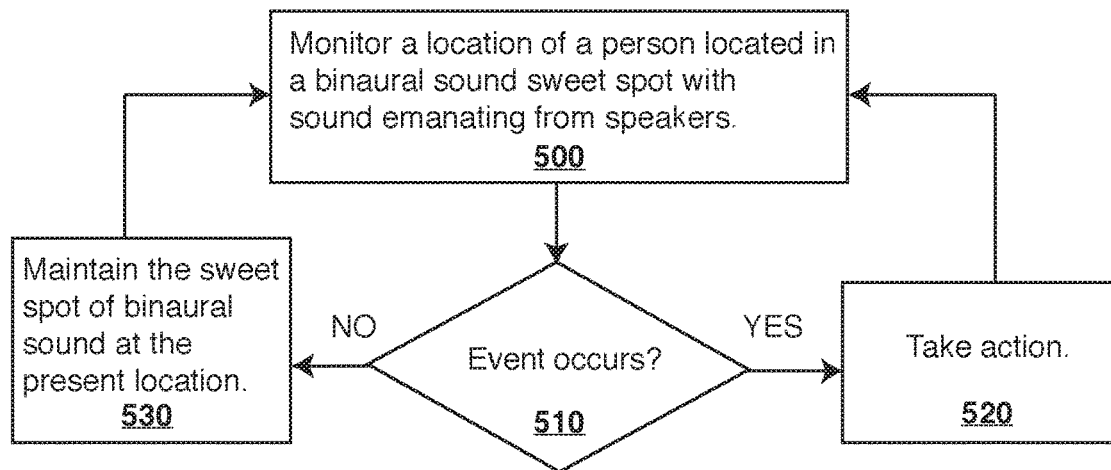 Monitor a location of a person located in
a binaural sound sweet spot with
sound emanating from speakers.
500
Maintain the sweet
spot of binaural
sound at the
present location.
530
NO
Event occurs?
510
YES
Take action.
520